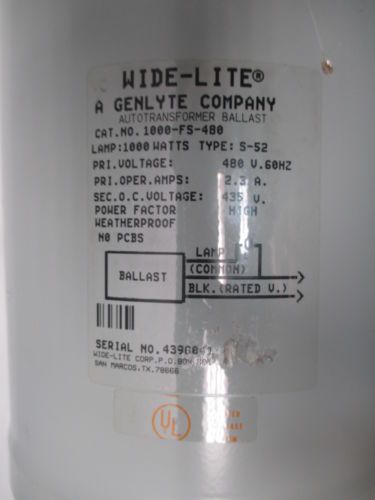 WIDE-LITE®
A GENLYTE COMPANY
AUTOTRANSFORMER BALLAST
CAT.NO. 1000-FS-480
LAMP:1000 WATTS TYPE: S-52
PRI.VOLTAGE: 480 V.60HZ
PRI.OPER.AMPS: 2.3 A.
SEC.O.C.VOLTAGE: 435 V.
POWER FACTOR HIGH
WEATHERPROOF
NO PCBS
LAMP
(COMMON)
BALLAST
BLK.(RATED V.)
SERIAL NO.
WIDE-LITE CORP.P.O.BOX
SAN MARCOS,TX.78666
UL